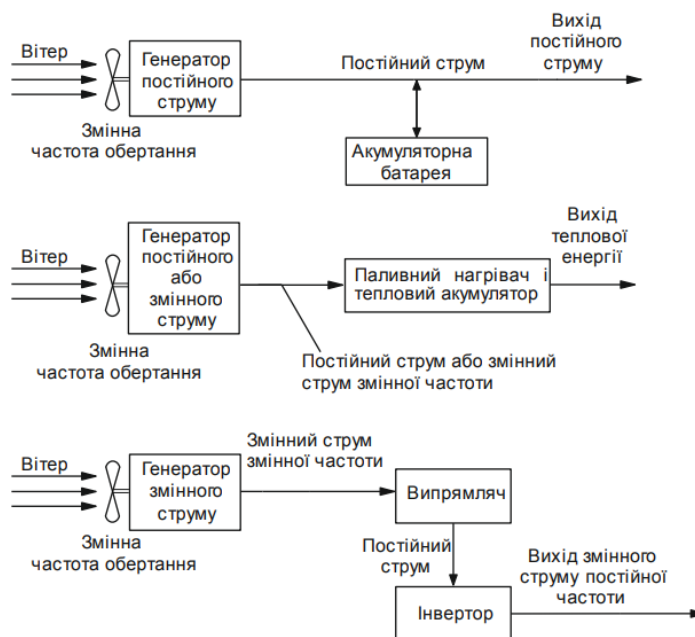 Вітер
Генератор
постійного
струму
Змінна
частота обертання
Постійний струм
Акумуляторна
батарея
Вихід
постійного
струму
Вітер
Генератор
постійного
або
змінного
струму
Змінна
частота обертання
Паливний нагрівач і
тепловий акумулятор
Вихід
теплової
енергії
Постійний струм або змінний
струм змінної частоти
Вітер
Генератор
змінного
струму
Змінна
частота обертання
Змінний струм
змінної частоти
Випрямляч
Постійний
струм
Інвертор
Вихід змінного
струму постійної
частоти